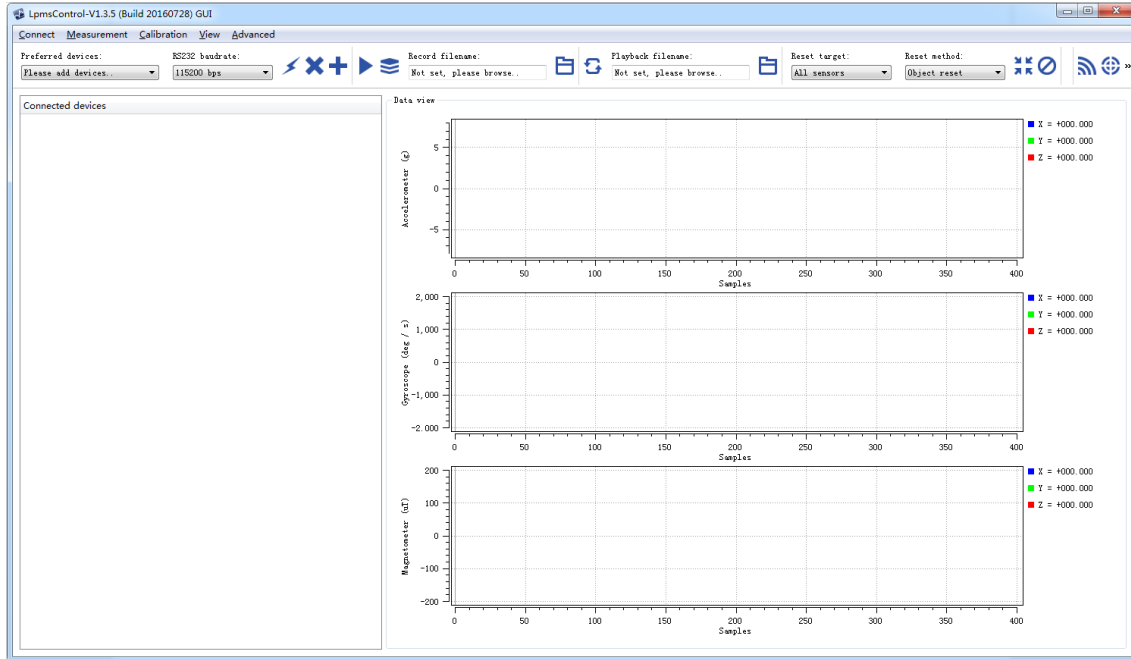 LpmsControl-V1.3.5 (Build 20160728) GUI
Connect Measurement Calibration View Advanced
Preferred devices: RS232 baudrate: Record filename: Playback filename: Reset target: Reset method:
Please add devices.. 115200 bps Not set, please browse.. Not set, please browse.. All sensors Object reset »
Connected devices
Data view
Accelerometer (g)
5
0
-5
0 50 100 150 200 250 300 350 400
Samples
X = +000.000
Y = +000.000
Z = +000.000
Gyroscope (deg / s)
2,000
1,000
0
-1,000
-2.000
0 50 100 150 200 250 300 350 400
Samples
X = +000.000
Y = +000.000
Z = +000.000
Magnetometer (uT)
200
100
0
-100
-200
0 50 100 150 200 250 300 350 400
Samples
X = +000.000
Y = +000.000
Z = +000.000